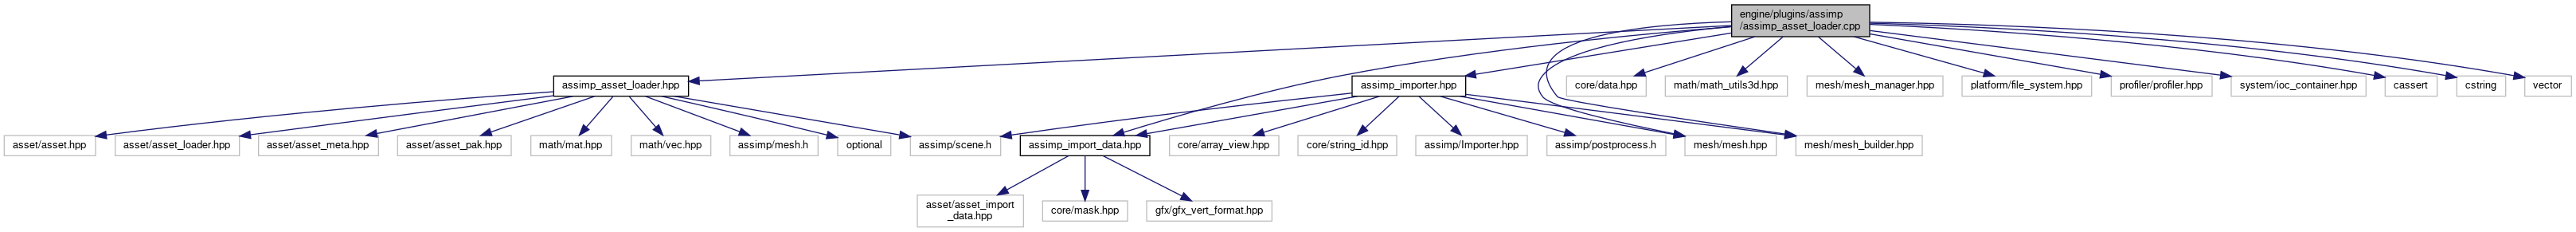 engine/plugins/assimp
/assimp_asset_loader.cpp
assimp_asset_loader.hpp
assimp_importer.hpp
core/data.hpp
math/math_utils3d.hpp
mesh/mesh_manager.hpp
platform/file_system.hpp
profiler/profiler.hpp
system/ioc_container.hpp
cassert
cstring
vector
asset/asset.hpp
asset/asset_loader.hpp
asset/asset_meta.hpp
asset/asset_pak.hpp
math/mat.hpp
math/vec.hpp
assimp/mesh.h
optional
assimp/scene.h
assimp_import_data.hpp
core/array_view.hpp
core/string_id.hpp
assimp/Importer.hpp
assimp/postprocess.h
mesh/mesh.hpp
mesh/mesh_builder.hpp
asset/asset_import
_data.hpp
core/mask.hpp
gfx/gfx_vert_format.hpp